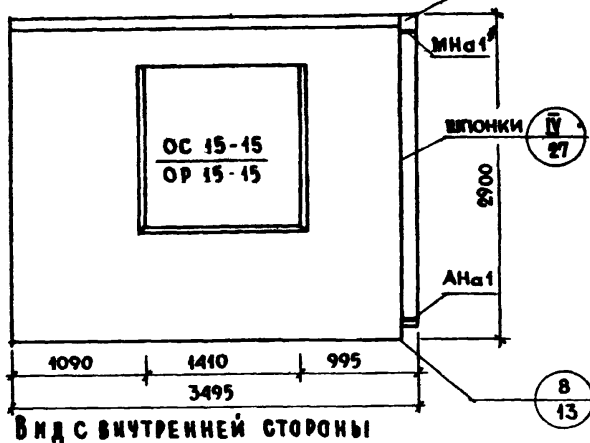 МНа1
ШПОНКИ
IV
27
ОС 15-15
ОР 15-15
2900
АНа1
1090 1410 995
3495
8
13
ВИД С ВНУТРЕННЕЙ СТОРОНЫ